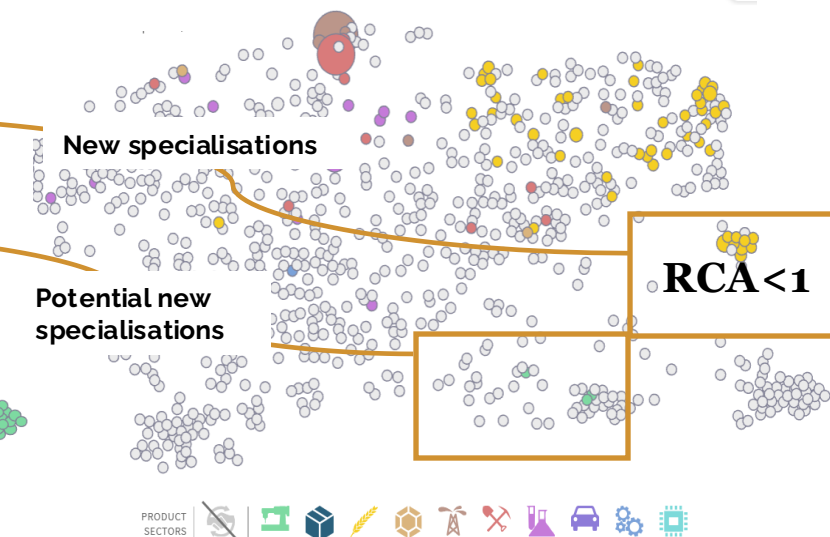 New specialisations
RCA<1
Potential new
specialisations
PRODUCT
SECTORS